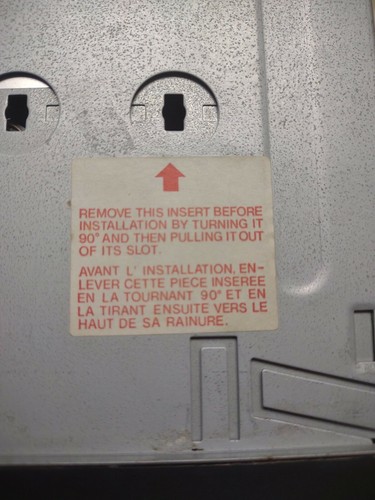 REMOVE THIS INSERT BEFORE
INSTALLATION BY TURNING IT
90° AND THEN PULLING IT OUT
OF ITS SLOT.
AVANT L' INSTALLATION, EN-
LEVER CETTE PIECE INSEREE
EN LA TOURNANT 90° ET EN
LA TIRANT ENSUITE VERS LE
HAUT DE SA RAINURE.